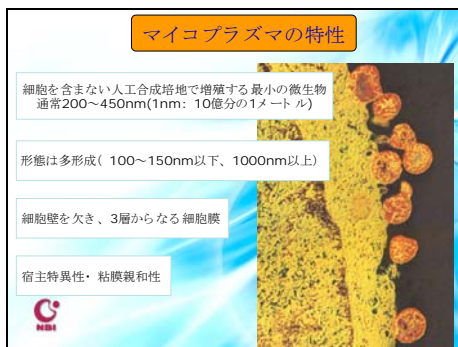 マイコプラズマの特性
細胞を含まない人工合成培地で増殖する最小の微生物
通常200～450nm(1nm: 10億分の1メートル)
形態は多形成( 100～150nm以下、1000nm以上)
細胞壁を欠き、3層からなる細胞膜
宿主特異性・粘膜親和性
NBI